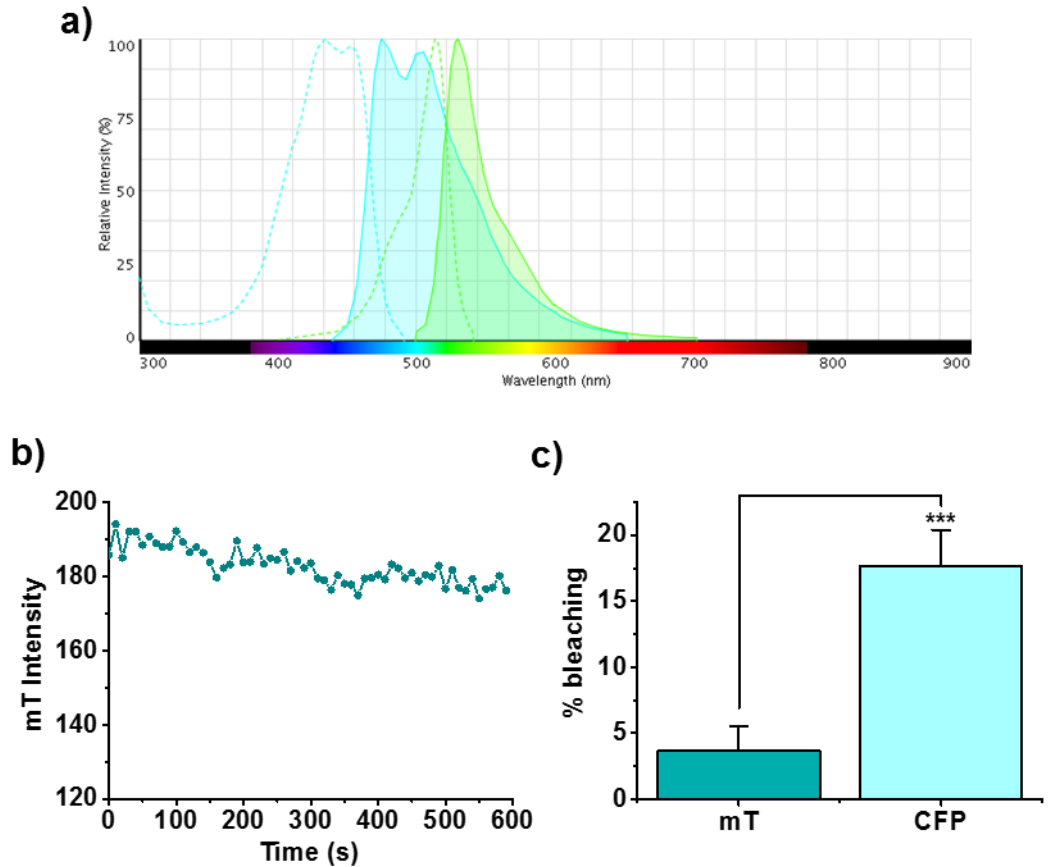 a)
100
75
50
25
0
Relative Intensity (%)
300 400 500 600 700 800 900
Wavelength (nm)
b)
200
180
160
140
120
mT Intensity
0 100 200 300 400 500 600
Time (s)
c)
20
15
10
5
0
% bleaching
***
mT CFP